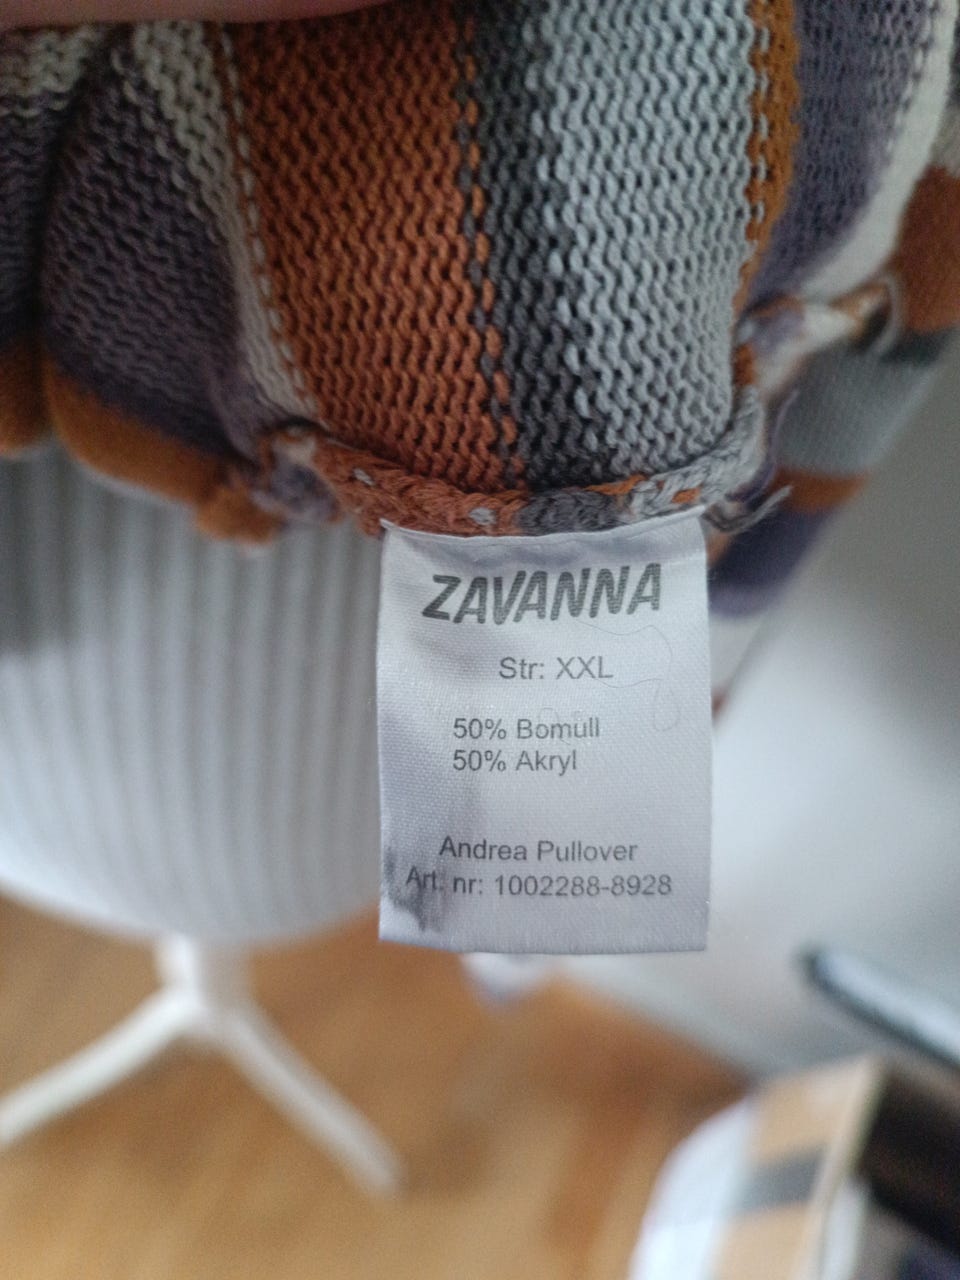 ZAVANNA
Str: XXL
50% Bomull
50% Akryl
Andrea Pullover
Art. nr: 1002288-8928